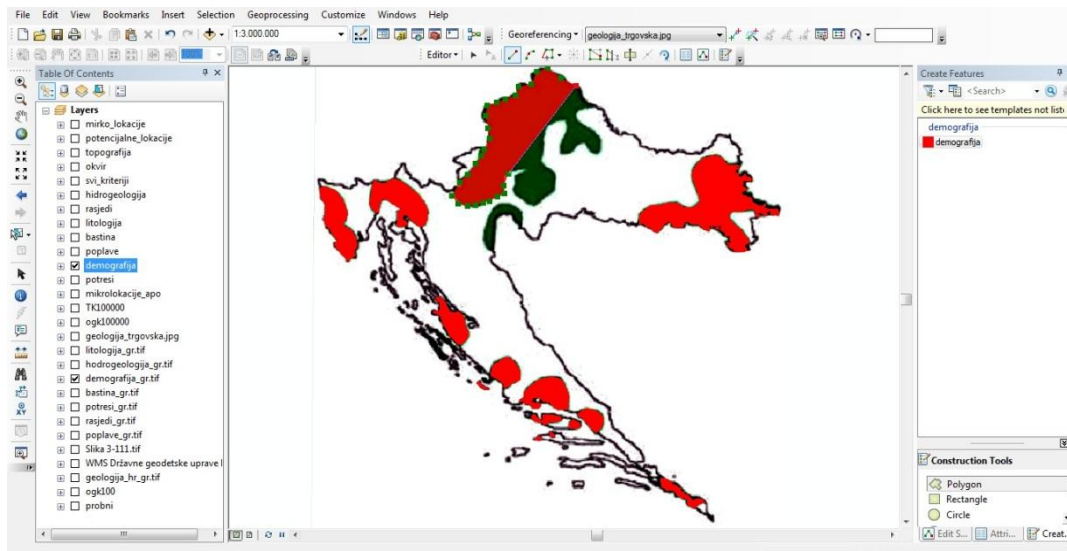 File Edit View Bookmarks Insert Selection Geoprocessing Customize Windows Help
1:3.000.000
Georeferencing
geologija_trgovska.jpg
Editor
Table Of Contents
Layers
mirko_lokacije
potencijalne_lokacije
topografija
okvir
svi_kriteriji
hidrogeologija
rasjedi
litologija
bastina
poplave
demografija
potresi
mikrolokacije_apo
TK100000
ogk100000
geologija_trgovska.jpg
litologija_gr.tif
hodrogeologija_gr.tif
demografija_gr.tif
bastina_gr.tif
potresi_gr.tif
rasjedi_gr.tif
poplave_gr.tif
Slika 3-111.tif
WMS Državne geodetske uprave
geologija_hr_gr.tif
ogk100
probni
Create Features
<Search>
Click here to see templates not liste
demografija
demografija
Construction Tools
Polygon
Rectangle
Circle
Edit S... Attri... Creat...